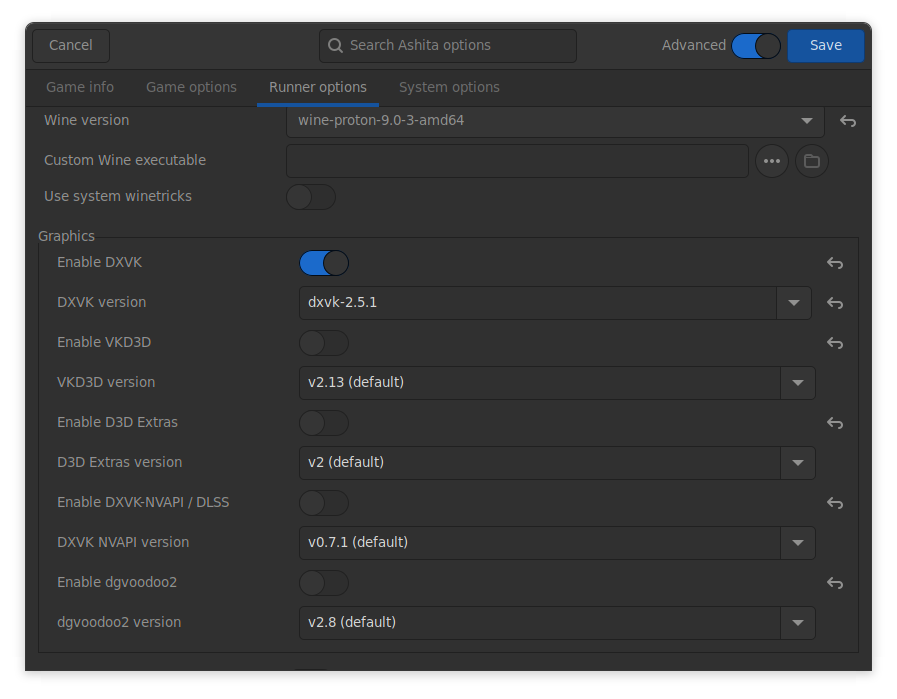 Cancel
Search Ashita options
Advanced
Save
Game info
Game options
Runner options
System options
Wine version
wine-proton-9.0-3-amd64
Custom Wine executable
Use system winetricks
Graphics
Enable DXVK
DXVK version
dxvk-2.5.1
Enable VKD3D
VKD3D version
v2.13 (default)
Enable D3D Extras
D3D Extras version
v2 (default)
Enable DXVK-NVAPI / DLSS
DXVK NVAPI version
v0.7.1 (default)
Enable dgvoodoo2
dgvoodoo2 version
v2.8 (default)